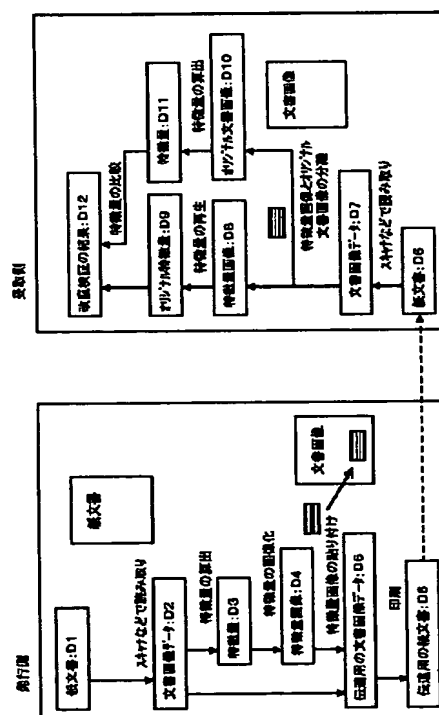 発行側
紙文書:D1
紙文書
スキャナなどで読み取り
文書画像データ:D2
特徴量の算出
特徴量:D3
特徴量の画像化
特徴量画像:D4
特徴量画像の貼り付け
文書画像
伝達用の文書画像データ:D5
印刷
伝達用の紙文書:D6
受取側
改竄検証の結果:D12
特徴量の比較
オリジナル特徴量:D9
特徴量:D11
特徴量の再生
特徴量の算出
特徴量画像:D8
オリジナル文書画像:D10
特徴量画像とオリジナル
文書画像の分離
文書画像
文書画像データ:D7
スキャナなどで読み取り
紙文書:D6